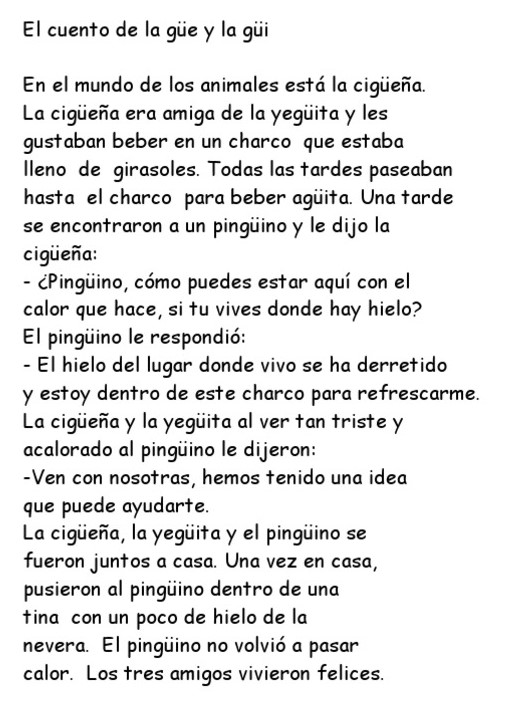 El cuento de la güe y la güi
En el mundo de los animales está la cigüeña.
La cigüeña era amiga de la yegüita y les
gustaban beber en un charco que estaba
lleno de girasoles. Todas las tardes paseaban
hasta el charco para beber agüita. Una tarde
se encontraron a un pingüino y le dijo la
cigüeña:
- ¿Pingüino, cómo puedes estar aquí con el
calor que hace, si tu vives donde hay hielo?
El pingüino le respondió:
- El hielo del lugar donde vivo se ha derretido
y estoy dentro de este charco para refrescarme.
La cigüeña y la yegüita al ver tan triste y
acalorado al pingüino le dijeron:
-Ven con nosotras, hemos tenido una idea
que puede ayudarte.
La cigüeña, la yegüita y el pingüino se
fueron juntos a casa. Una vez en casa,
pusieron al pingüino dentro de una
tina con un poco de hielo de la
nevera. El pingüino no volvió a pasar
calor. Los tres amigos vivieron felices.